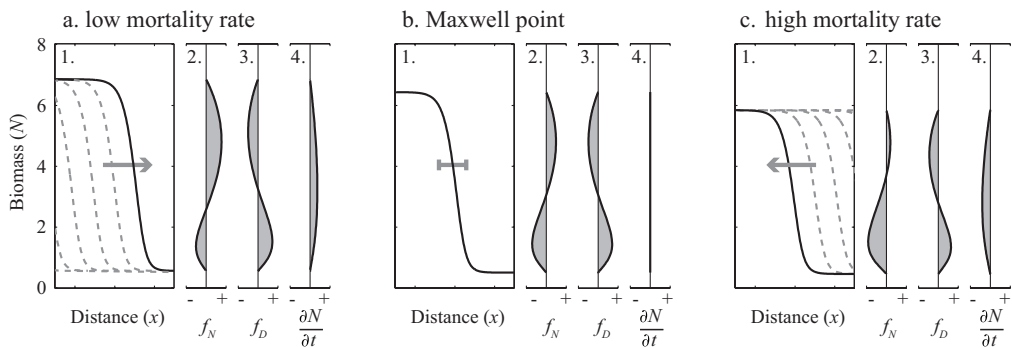 a. low mortality rate
b. Maxwell point
c. high mortality rate
8
6
4
2
0
Biomass (N)
1.
2.
3.
4.
1.
2.
3.
4.
1.
2.
3.
4.
- +
- +
- +
- +
- +
- +
- +
- +
- +
Distance (x)
f_N
f_D
∂N
∂t
Distance (x)
f_N
f_D
∂N
∂t
Distance (x)
f_N
f_D
∂N
∂t